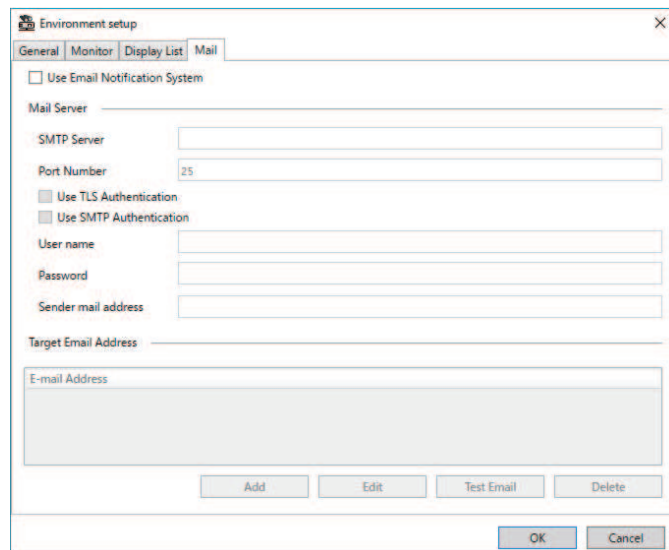 Environment setup
General Monitor Display List Mail
Use Email Notification System
Mail Server
SMTP Server
Port Number 25
Use TLS Authentication
Use SMTP Authentication
User name
Password
Sender mail address
Target Email Address
E-mail Address
Add Edit Test Email Delete
OK Cancel